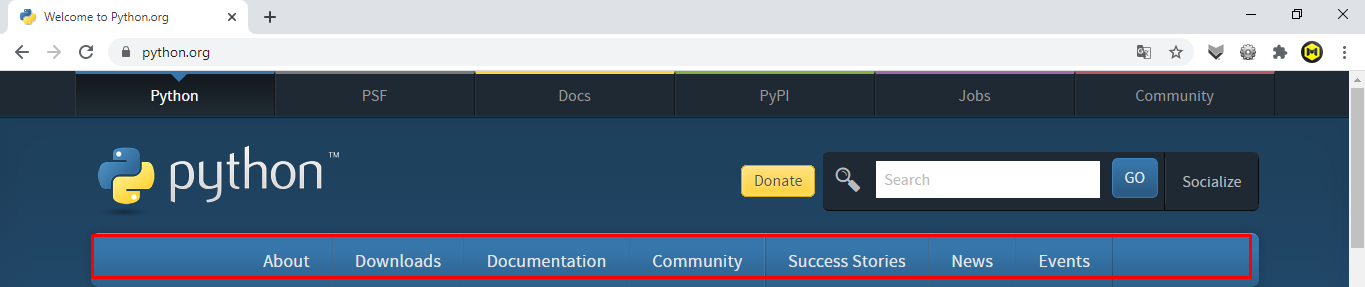 Welcome to Python.org
python.org
Python PSF Docs PyPI Jobs Community
python™
Donate Search GO Socialize
About Downloads Documentation Community Success Stories News Events